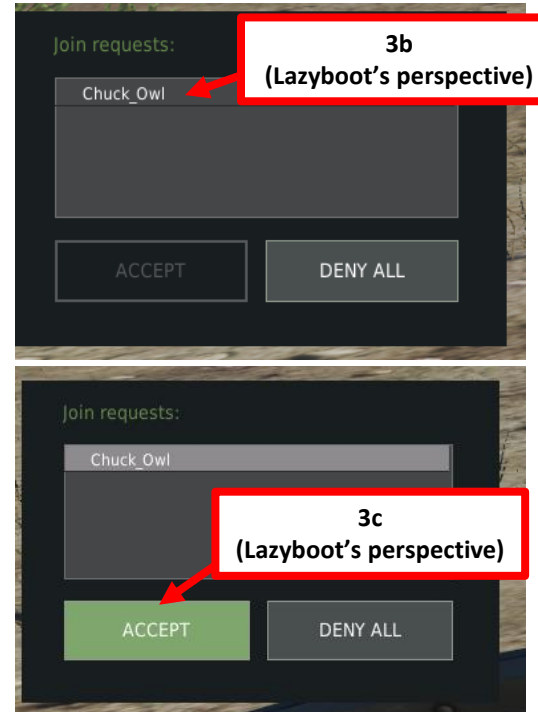 Join requests:
3b
(Lazyboot’s perspective)
Chuck_Owl
ACCEPT
DENY ALL
Join requests:
Chuck_Owl
3c
(Lazyboot’s perspective)
ACCEPT
DENY ALL